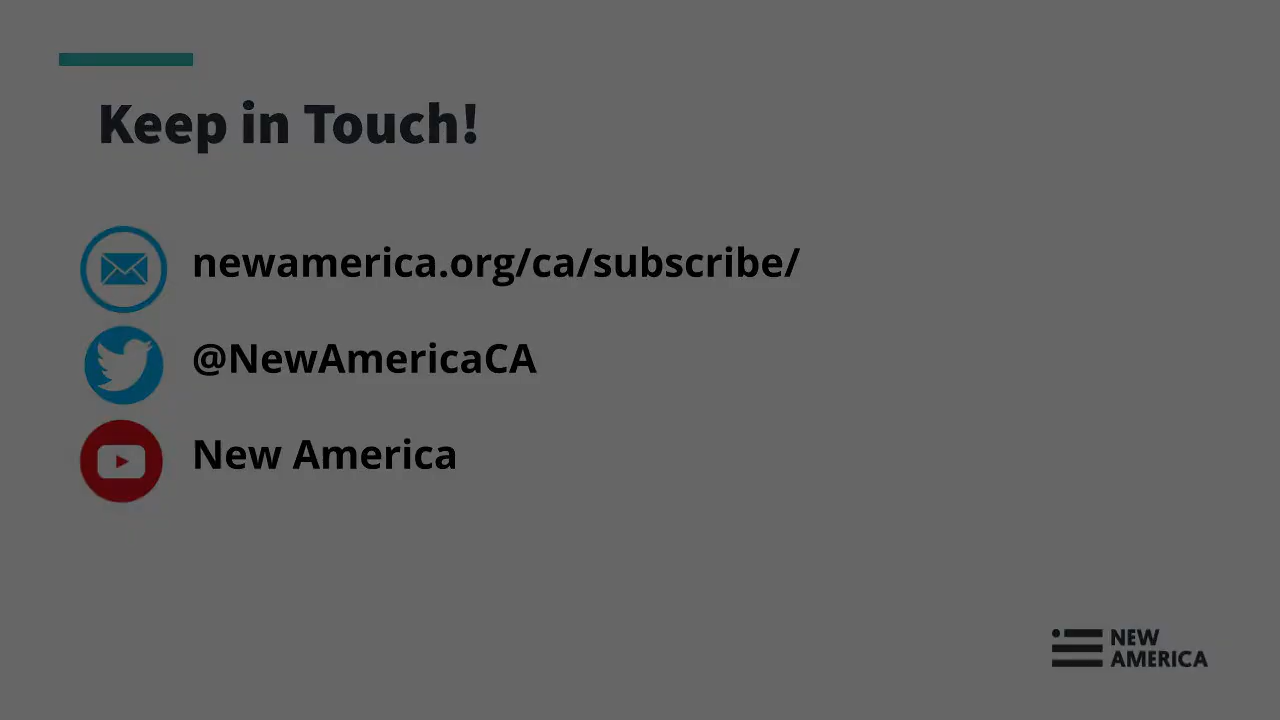 Keep in Touch!
newamerica.org/ca/subscribe/
@NewAmericaCA
New America
NEW
AMERICA